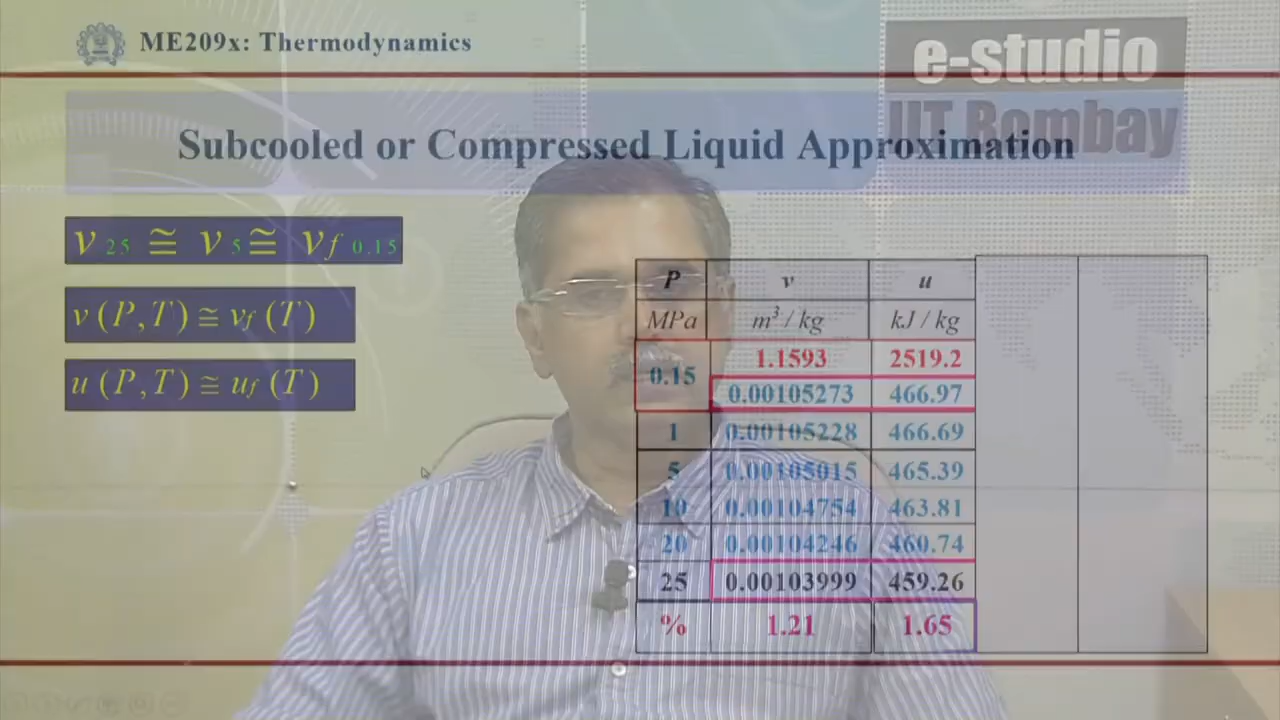 ME209x: Thermodynamics
e-studio
IIT Bombay
Subcooled or Compressed Liquid Approximation
v 25 ≅ v 5 ≅ vf 0.15
v (P,T) ≅ vf (T)
u (P,T) ≅ uf (T)
P v u
MPa m³ / kg kJ / kg
0.15 1.1593 2519.2
0.00105273 466.97
1 0.00105228 466.69
5 0.00105015 465.39
10 0.00104754 463.81
20 0.00104246 460.74
25 0.00103999 459.26
% 1.21 1.65